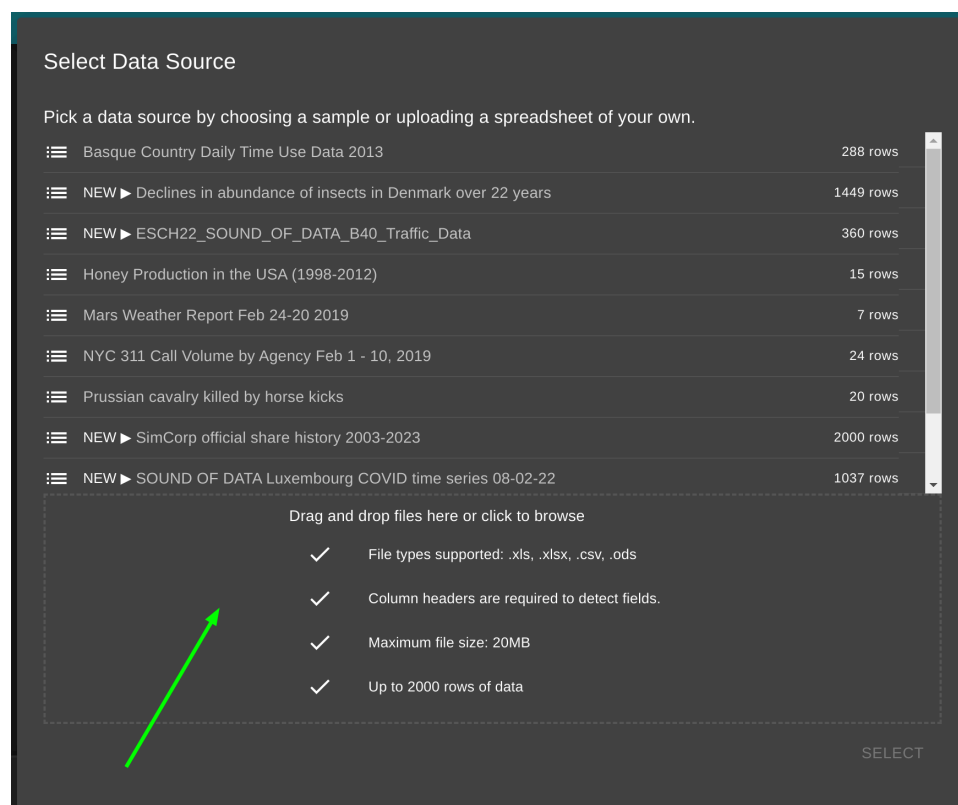 Select Data Source
Pick a data source by choosing a sample or uploading a spreadsheet of your own.
Basque Country Daily Time Use Data 2013 288 rows
NEW ▶ Declines in abundance of insects in Denmark over 22 years 1449 rows
NEW ▶ ESCH22_SOUND_OF_DATA_B40_Traffic_Data 360 rows
Honey Production in the USA (1998-2012) 15 rows
Mars Weather Report Feb 24-20 2019 7 rows
NYC 311 Call Volume by Agency Feb 1 - 10, 2019 24 rows
Prussian cavalry killed by horse kicks 20 rows
NEW ▶ SimCorp official share history 2003-2023 2000 rows
NEW ▶ SOUND OF DATA Luxembourg COVID time series 08-02-22 1037 rows
Drag and drop files here or click to browse
File types supported: .xls, .xlsx, .csv, .ods
Column headers are required to detect fields.
Maximum file size: 20MB
Up to 2000 rows of data
SELECT